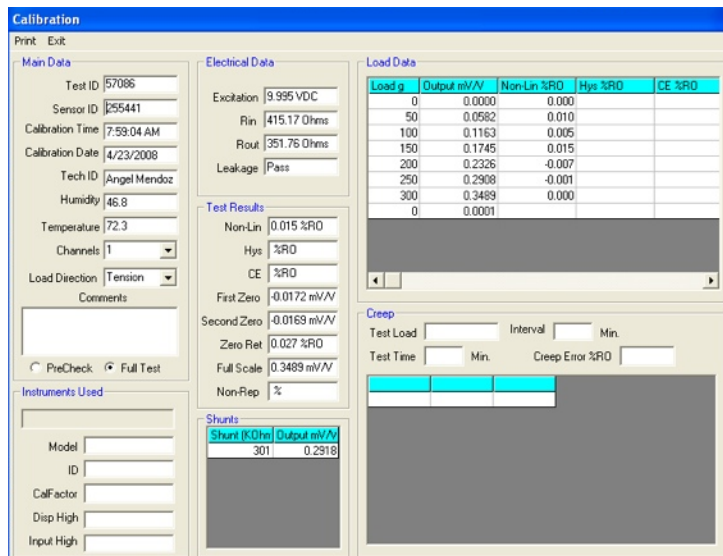 Calibration
Print Exit
Main Data
Test ID 57086
Sensor ID 255441
Calibration Time 7:59:04 AM
Calibration Date 4/23/2008
Tech ID Angel Mendoz
Humidity 46.8
Temperature 72.3
Channels 1
Load Direction Tension
Comments
PreCheck Full Test
Instruments Used
Model
ID
CalFactor
Disp High
Input High
Electrical Data
Excitation 9.995 VDC
Rin 415.17 Ohms
Rout 351.76 Ohms
Leakage Pass
Test Results
Non-Lin 0.015 %RO
Hys %RO
CE %RO
First Zero -0.0172 mV/V
Second Zero -0.0169 mV/V
Zero Ret 0.027 %RO
Full Scale 0.3489 mV/V
Non-Rep %
Shunts
Shunt (KOhn Output mV/V
301 0.2918
Load Data
Load g Output mV/V Non-Lin %RO Hys %RO CE %RO
0 0.0000 0.000
50 0.0582 0.010
100 0.1163 0.005
150 0.1745 0.015
200 0.2326 -0.007
250 0.2908 -0.001
300 0.3489 0.000
0 0.0001
Creep
Test Load Interval Min.
Test Time Min. Creep Error %RO